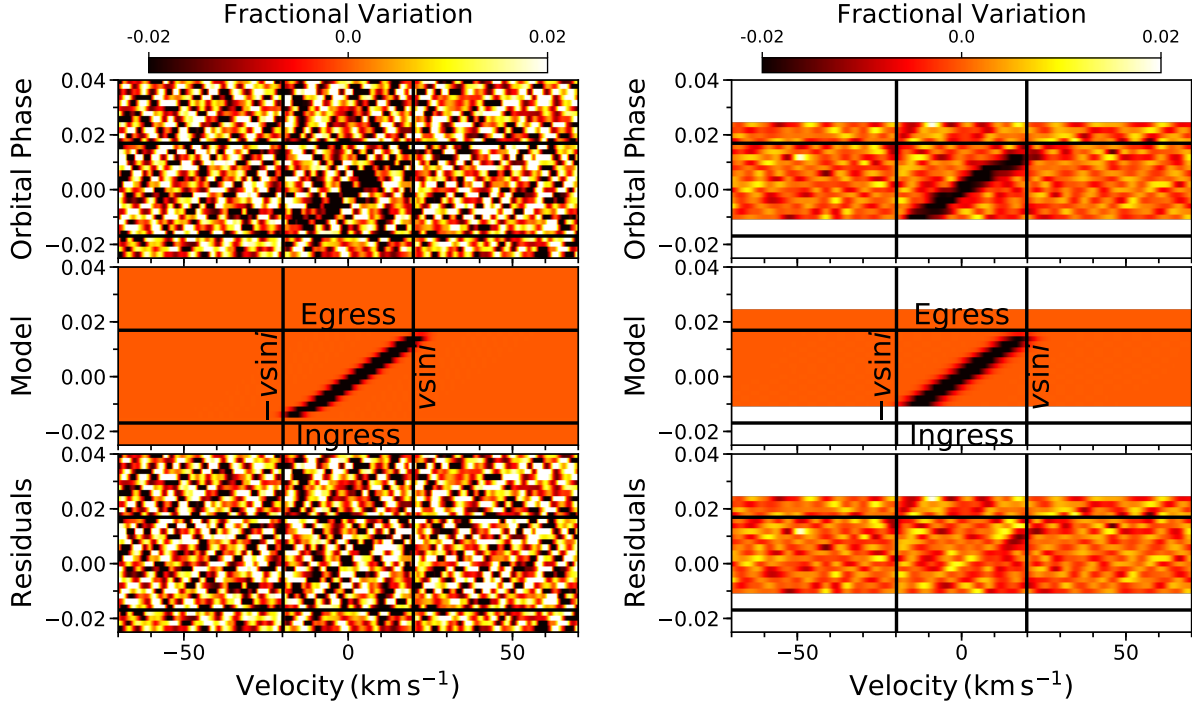 Fractional Variation
-0.02 0.0 0.02
Orbital Phase
0.04
0.02
0.00
−0.02
Model
0.04
0.02
0.00
−0.02
Egress
−vsini
vsini
Ingress
Residuals
0.04
0.02
0.00
−0.02
−50 0 50
Velocity (km s⁻¹)
Fractional Variation
-0.02 0.0 0.02
Orbital Phase
0.04
0.02
0.00
−0.02
Model
0.04
0.02
0.00
−0.02
Egress
−vsini
vsini
Ingress
Residuals
0.04
0.02
0.00
−0.02
−50 0 50
Velocity (km s⁻¹)